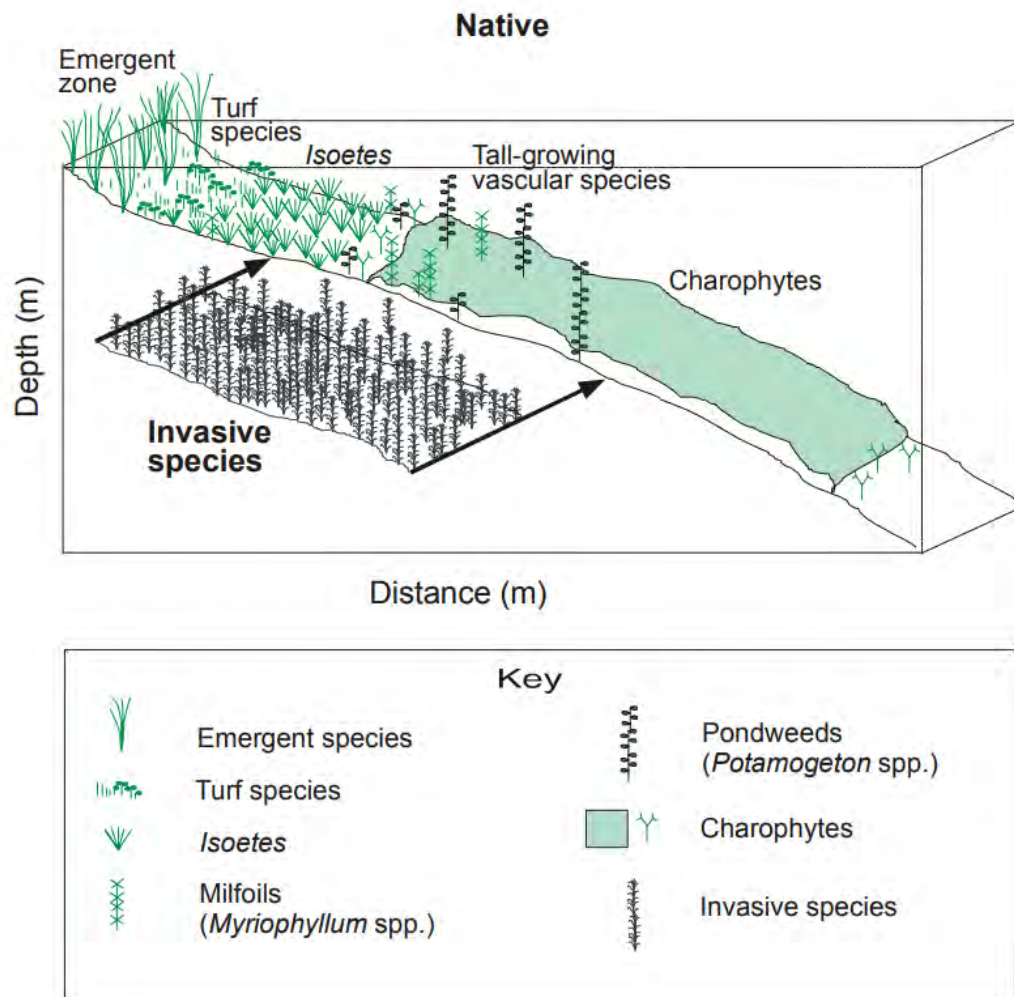 Native
Emergent
zone
Turf
species
Isoetes
Tall-growing
vascular species
Charophytes
Depth (m)
Invasive
species
Distance (m)
Key
Emergent species
Turf species
Isoetes
Milfoils
(Myriophyllum spp.)
Pondweeds
(Potamogeton spp.)
Charophytes
Invasive species